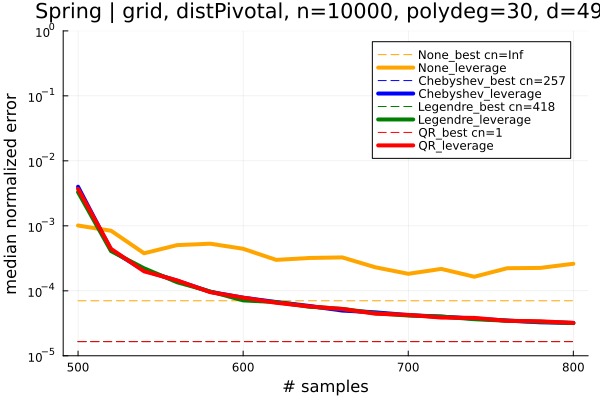 Spring | grid, distPivotal, n=10000, polydeg=30, d=49
10⁰
None_best cn=Inf
None_leverage
Chebyshev_best cn=257
Chebyshev_leverage
Legendre_best cn=418
Legendre_leverage
QR_best cn=1
QR_leverage
10⁻¹
10⁻²
10⁻³
10⁻⁴
10⁻⁵
median normalized error
500 600 700 800
# samples